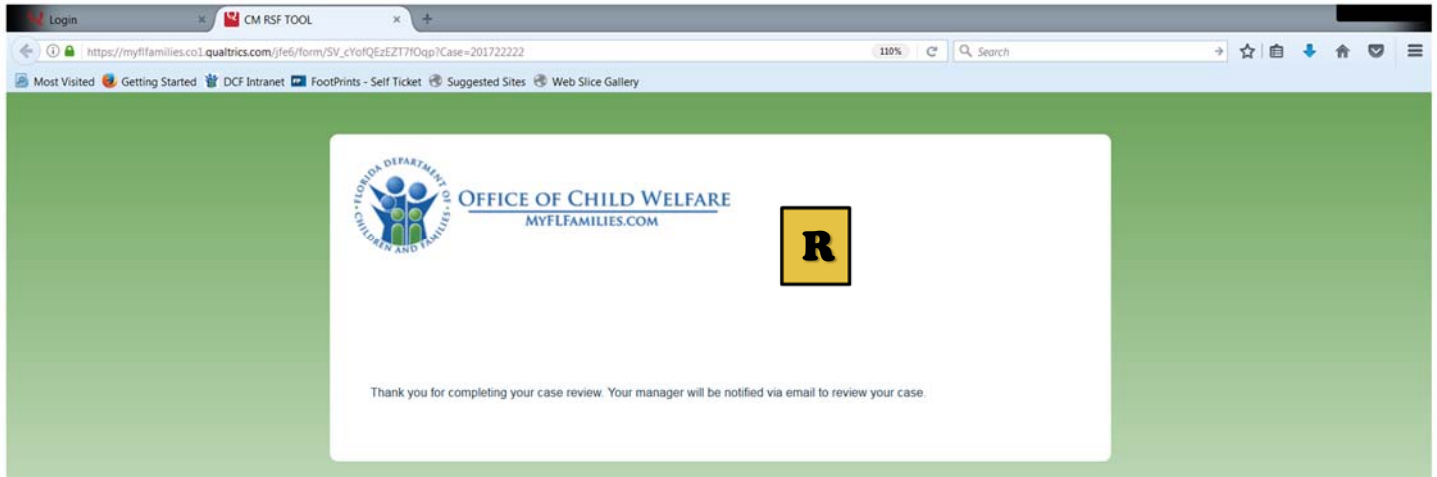 Login
CM RSF TOOL
https://myflfamilies.co1.qualtrics.com/jfe6/form/SV_cYofQEzEZT7fOqp?Case=201722222
110%
Search
Most Visited Getting Started DCF Intranet FootPrints - Self Ticket Suggested Sites Web Slice Gallery
FLORIDA DEPARTMENT OF CHILDREN AND FAMILIES
OFFICE OF CHILD WELFARE
MYFLFAMILIES.COM
R
Thank you for completing your case review. Your manager will be notified via email to review your case.